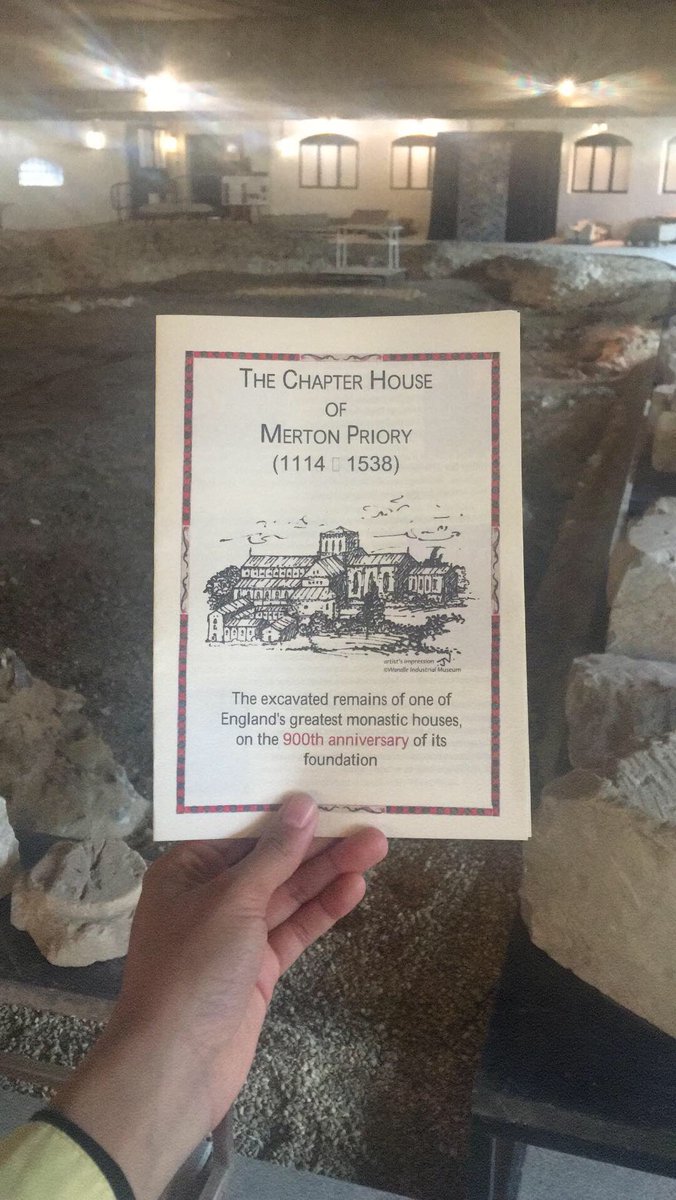 THE CHAPTER HOUSE
OF
MERTON PRIORY
(1114 □ 1538)
artist's impression
©Wandle Industrial Museum
The excavated remains of one of
England's greatest monastic houses,
on the 900th anniversary of its
foundation